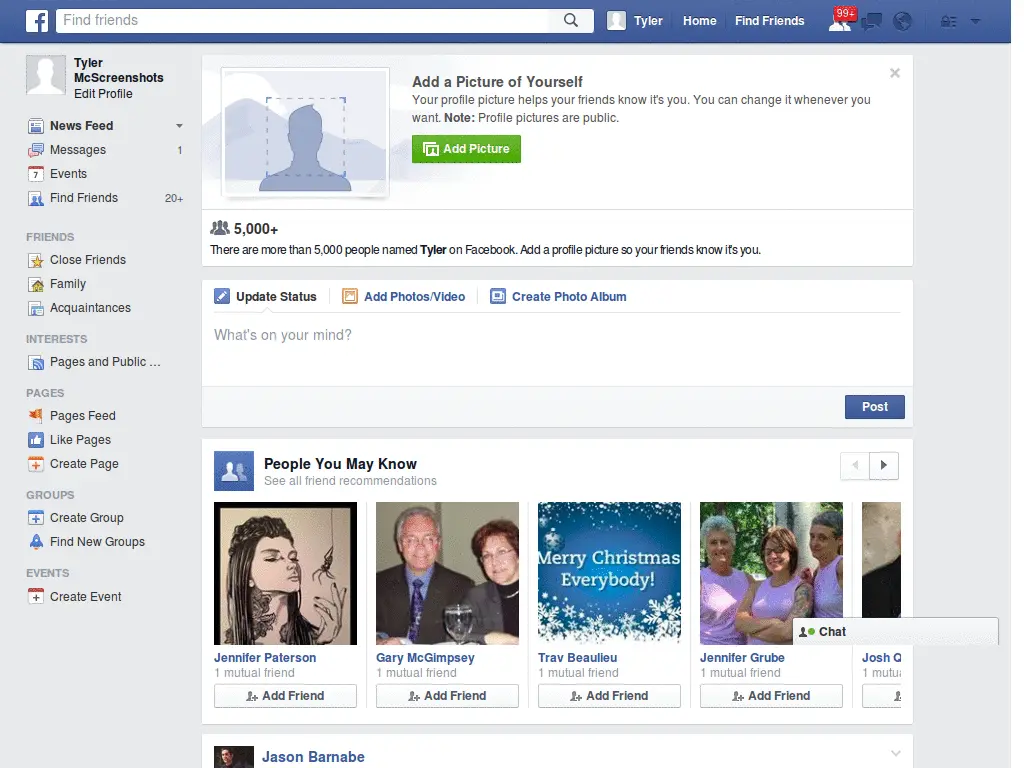 Find friends
Tyler
Home
Find Friends
99+
Tyler
McScreenshots
Edit Profile
News Feed
Messages 1
7 Events
Find Friends 20+
FRIENDS
Close Friends
Family
Acquaintances
INTERESTS
Pages and Public ...
PAGES
Pages Feed
Like Pages
Create Page
GROUPS
Create Group
Find New Groups
EVENTS
Create Event
Add a Picture of Yourself
Your profile picture helps your friends know it's you. You can change it whenever you
want. Note: Profile pictures are public.
Add Picture
5,000+
There are more than 5,000 people named Tyler on Facebook. Add a profile picture so your friends know it's you.
Update Status
Add Photos/Video
Create Photo Album
What's on your mind?
Post
People You May Know
See all friend recommendations
Merry Christmas
Everybody!
Jennifer Paterson
1 mutual friend
Add Friend
Gary McGimpsey
1 mutual friend
Add Friend
Trav Beaulieu
1 mutual friend
Add Friend
Jennifer Grube
1 mutual friend
Add Friend
Josh Q
1 mutu
Chat
Jason Barnabe